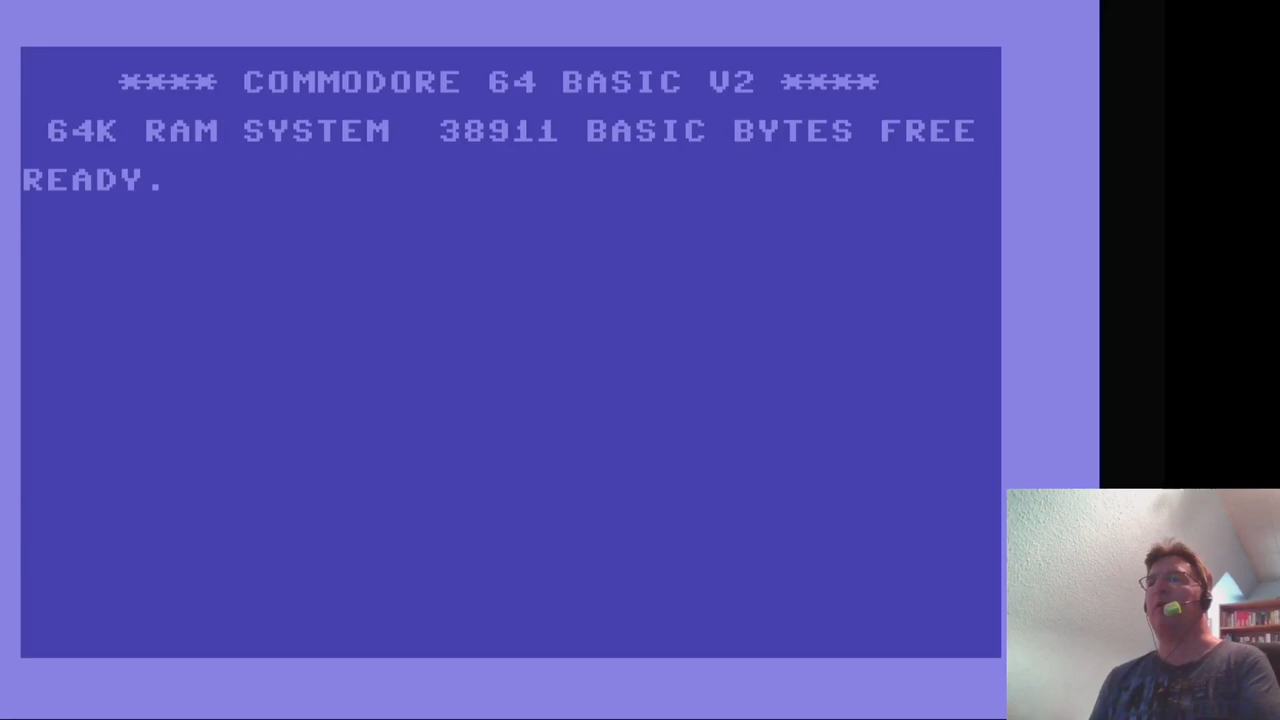 **** COMMODORE 64 BASIC V2 ****
64K RAM SYSTEM  38911 BASIC BYTES FREE
READY.